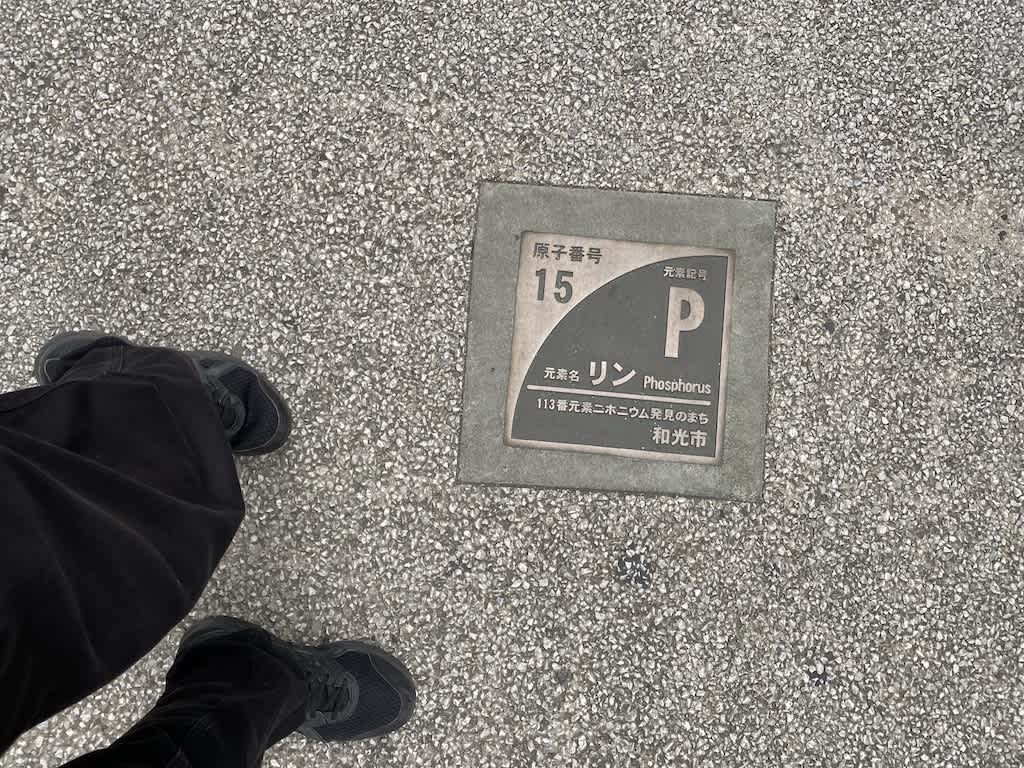 原子番号
15
元素記号
P
元素名 リン Phosphorus
113番元素ニホニウム発見のまち
和光市